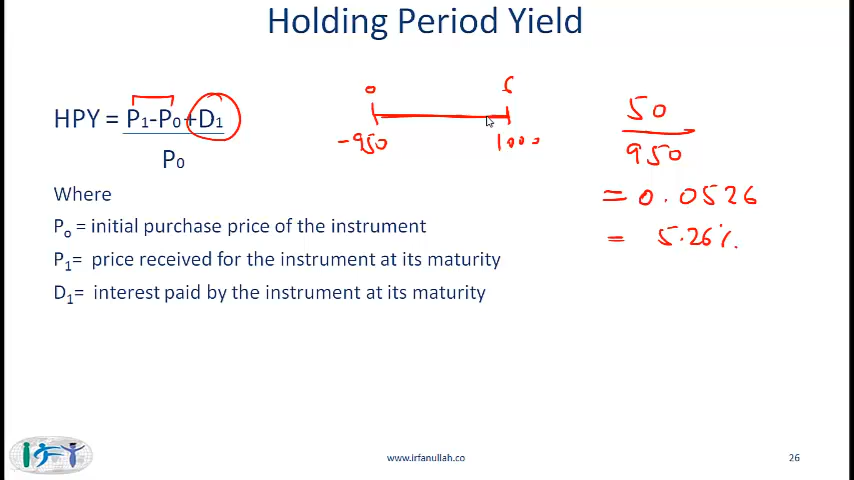 Holding Period Yield
HPY = P1-P0+D1
P0
0 6
-950 1000
50
950
= 0.0526
= 5.26%
Where
Po = initial purchase price of the instrument
P1= price received for the instrument at its maturity
D1= interest paid by the instrument at its maturity
www.irfanullah.co
26